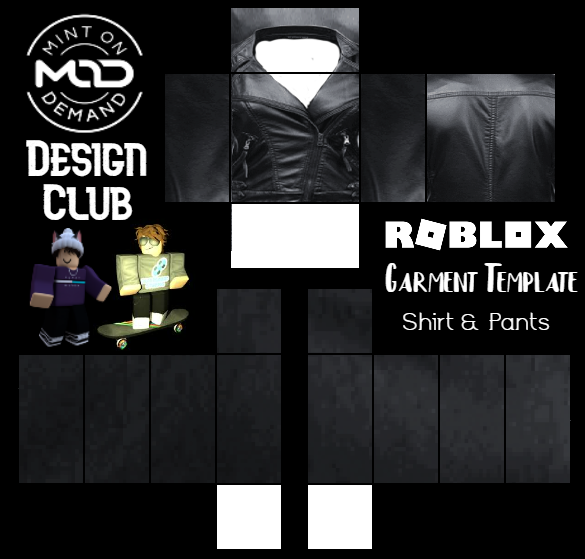 MINT ON
MOD
DEMAND
DESIGN
CLUB
ROBLOX
GARMENT TEMPLATE
Shirt & Pants